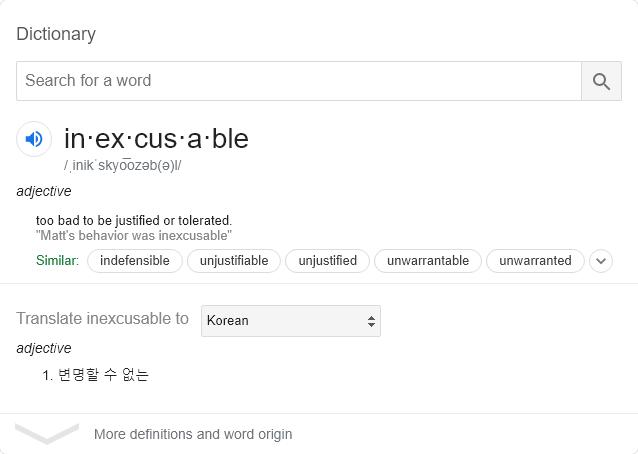 Dictionary
Search for a word
in·ex·cus·a·ble
/ˌinikˈskyo͞ozəb(ə)l/
adjective
too bad to be justified or tolerated.
"Matt's behavior was inexcusable"
Similar: indefensible unjustifiable unjustified unwarrantable unwarranted
Translate inexcusable to Korean
adjective
1. 변명할 수 없는
More definitions and word origin